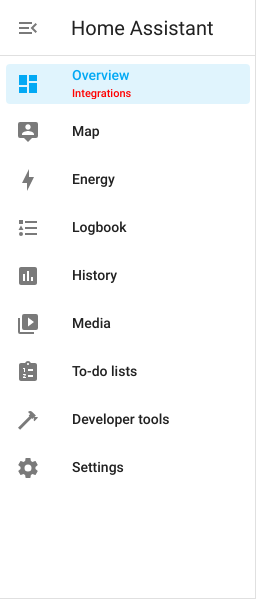 Home Assistant
Overview
Integrations
Map
Energy
Logbook
History
Media
To-do lists
Developer tools
Settings